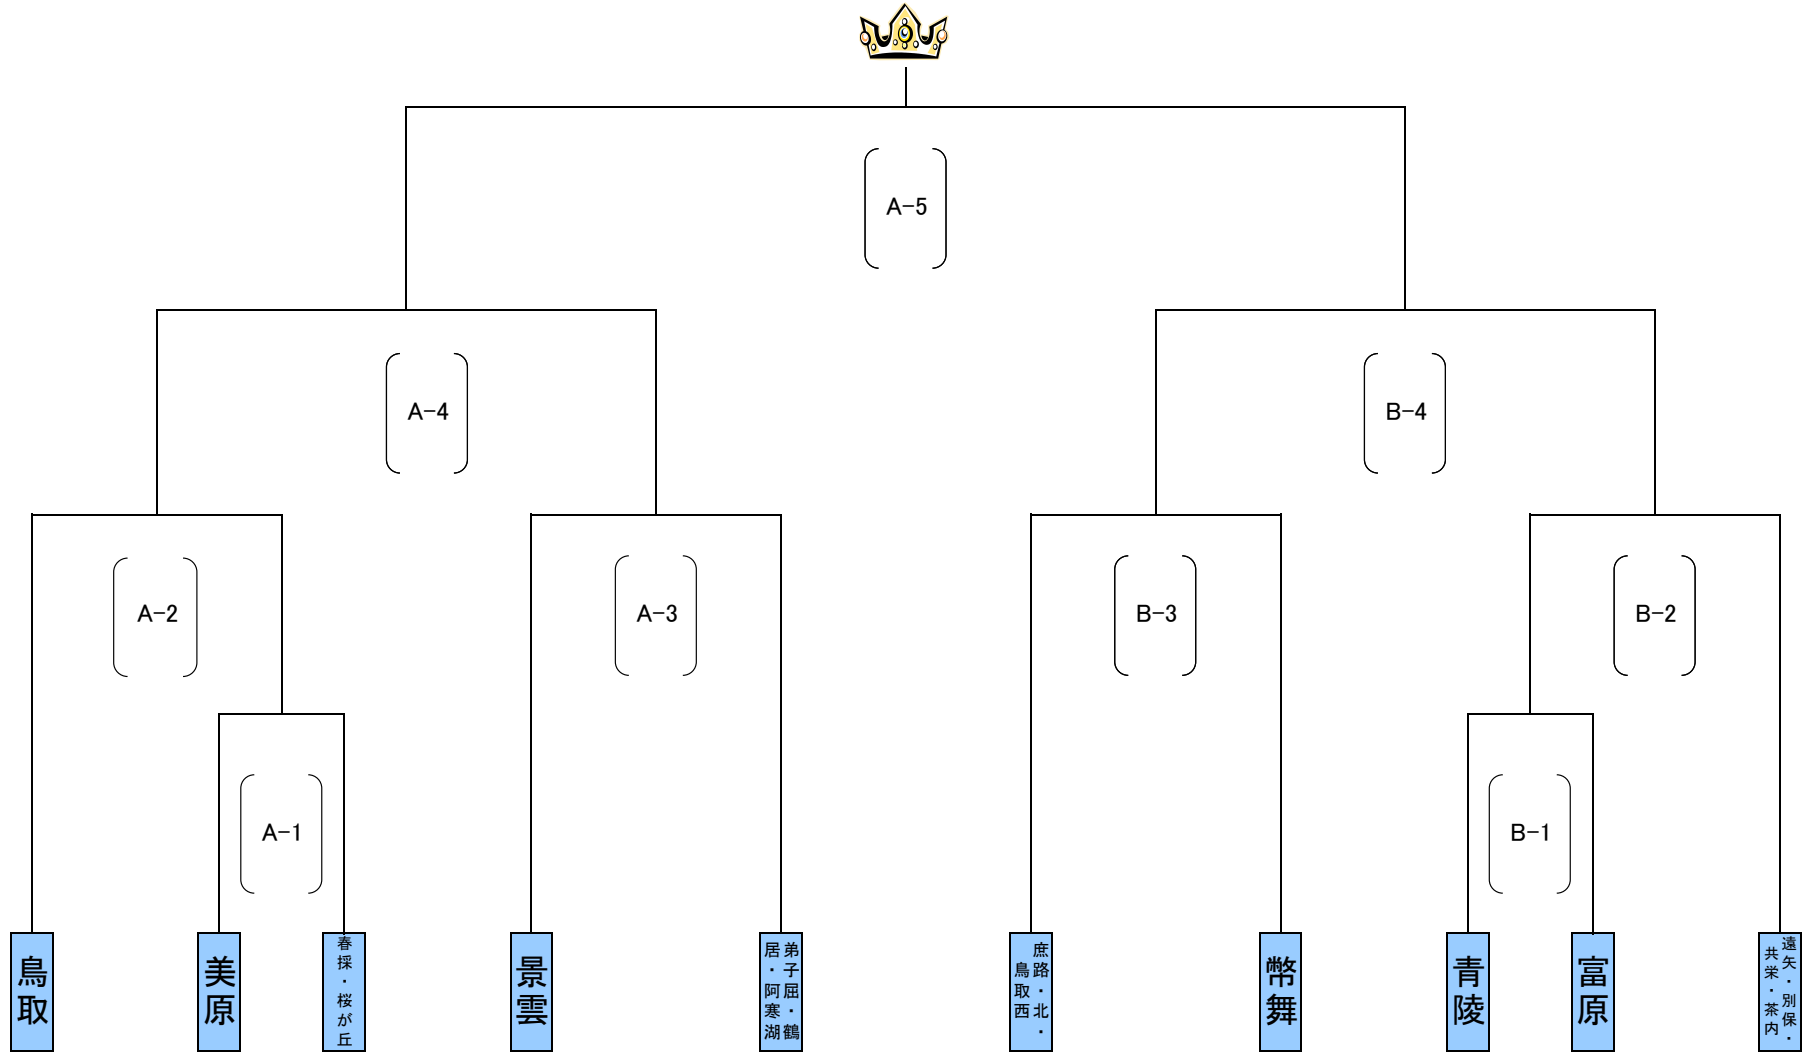 A-5
A-4
B-4
A-2
A-3
B-3
B-2
A-1
B-1
鳥取
美原
春採・桜が丘
景雲
弟子屈・鶴
居・阿寒湖
庶路・北・
鳥取西
幣舞
青陵
富原
遠矢・別保・
共栄・茶内